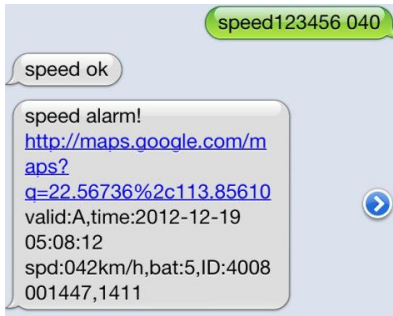 speed123456 040
speed ok
speed alarm!
http://maps.google.com/m
aps?
q=22.56736%2c113.85610
valid:A,time:2012-12-19
05:08:12
spd:042km/h,bat:5,ID:4008
001447,1411